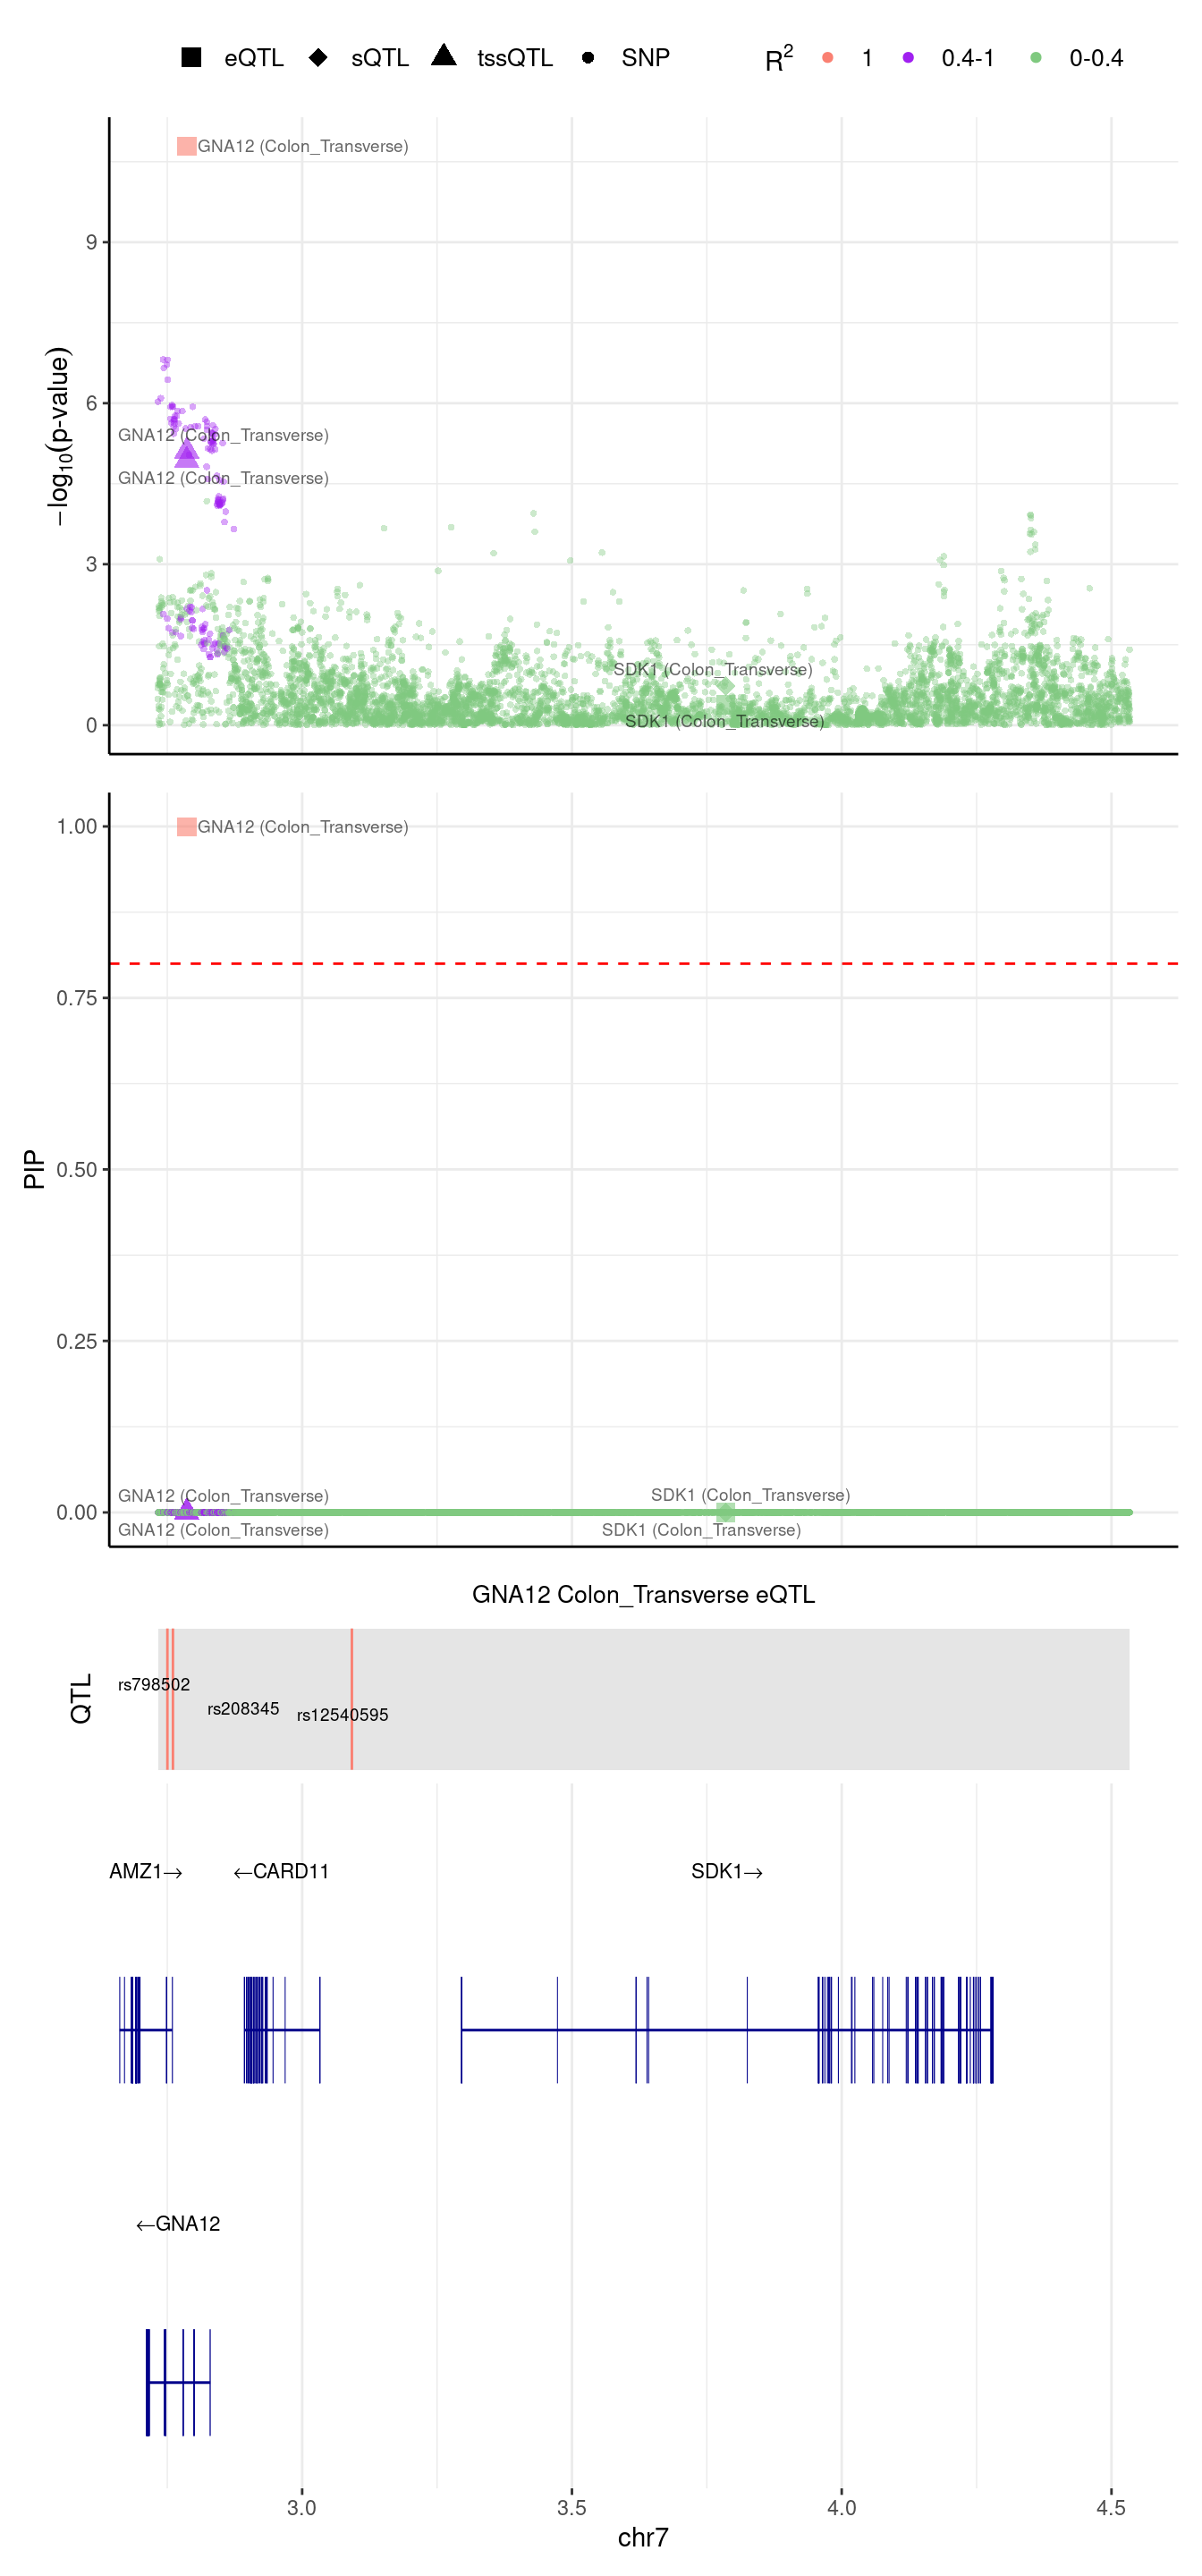 eQTL sQTL tssQTL SNP R² 1 0.4-1 0-0.4
GNA12 (Colon_Transverse)
9
6
3
0
−log₁₀(p-value)
GNA12 (Colon_Transverse)
GNA12 (Colon_Transverse)
SDK1 (Colon_Transverse)
SDK1 (Colon_Transverse)
GNA12 (Colon_Transverse)
1.00
0.75
0.50
0.25
0.00
PIP
GNA12 (Colon_Transverse)
SDK1 (Colon_Transverse)
GNA12 (Colon_Transverse)
SDK1 (Colon_Transverse)
GNA12 Colon_Transverse eQTL
QTL
rs798502
rs208345
rs12540595
AMZ1→ ←CARD11 SDK1→
←GNA12
3.0 3.5 4.0 4.5
chr7